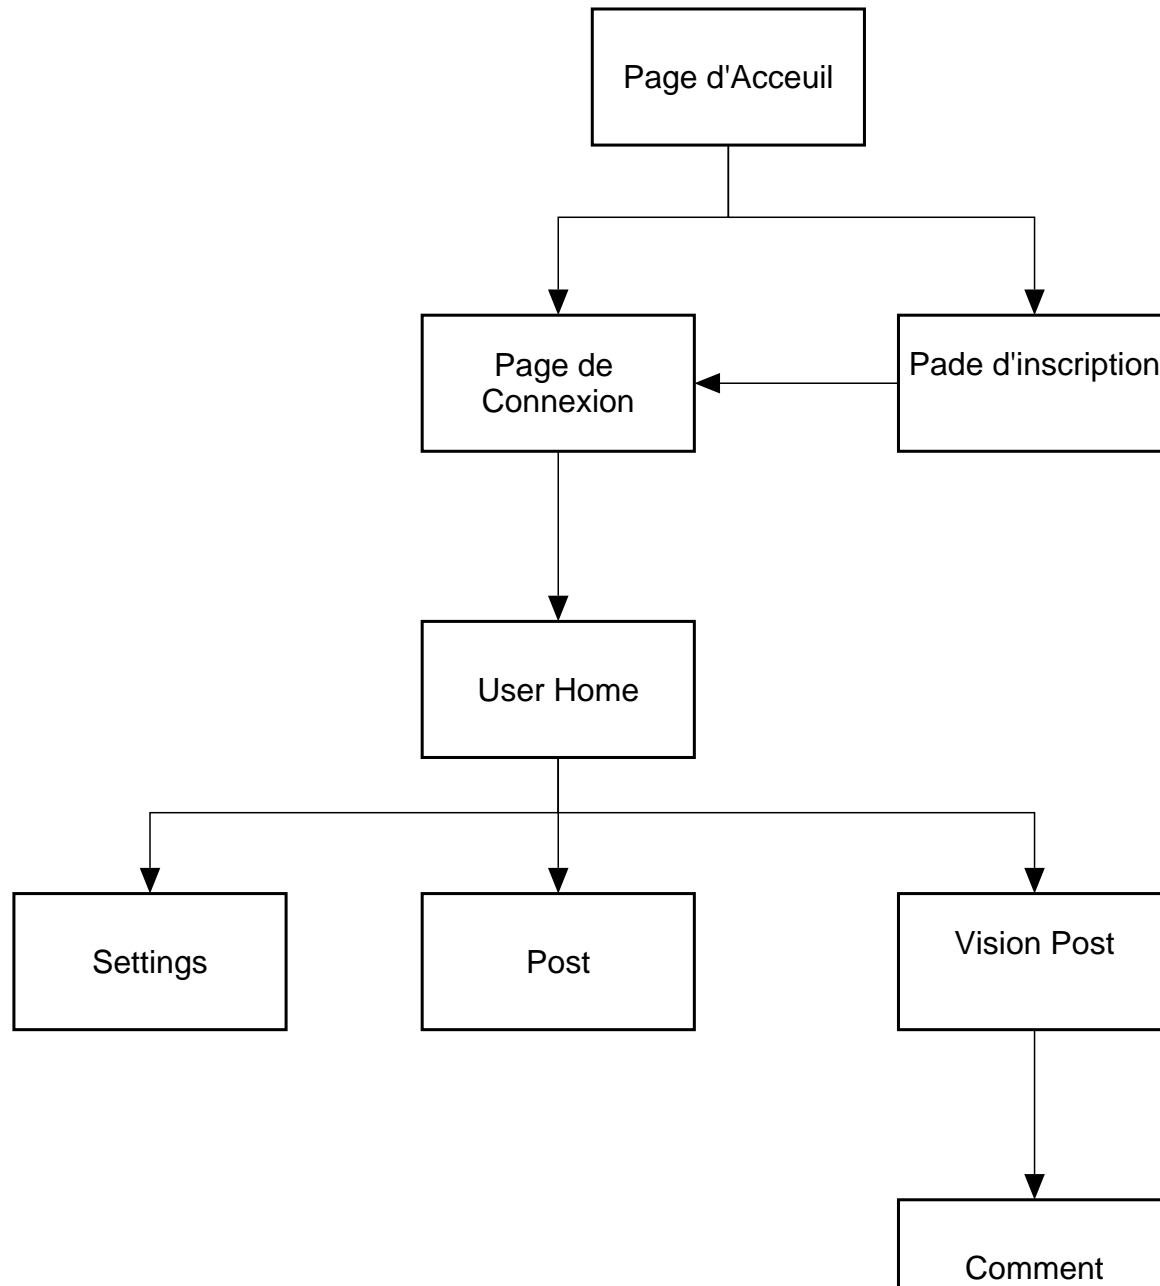 Page d'Acceuil
Page de
Connexion
Pade d'inscription
User Home
Settings
Post
Vision Post
Comment